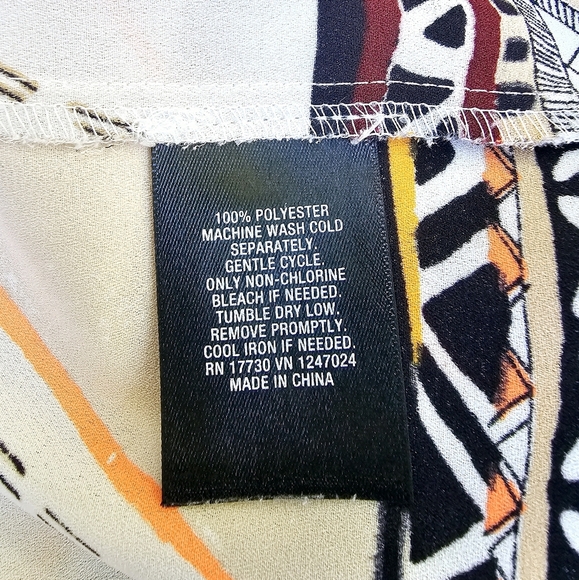 100% POLYESTER
MACHINE WASH COLD
SEPARATELY.
GENTLE CYCLE.
ONLY NON-CHLORINE
BLEACH IF NEEDED.
TUMBLE DRY LOW.
REMOVE PROMPTLY.
COOL IRON IF NEEDED.
RN 17730 VN 1247024
MADE IN CHINA